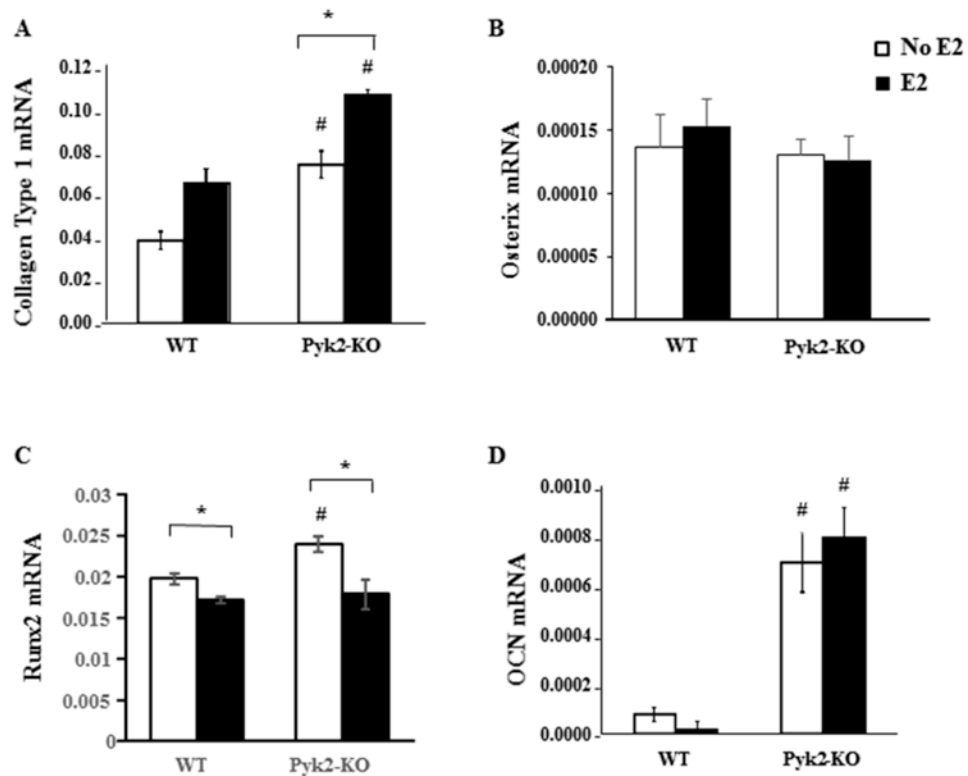 A
*
#
#
Collagen Type 1 mRNA
0.12
0.10
0.08
0.06
0.04
0.02
0.00
WT Pyk2-KO
B
No E2
E2
Osterix mRNA
0.00020
0.00015
0.00010
0.00005
0.00000
WT Pyk2-KO
C
*
*
#
Runx2 mRNA
0.03
0.025
0.02
0.015
0.01
0.005
0
WT Pyk2-KO
D
#
#
OCN mRNA
0.0010
0.0008
0.0006
0.0004
0.0002
0.0000
WT Pyk2-KO